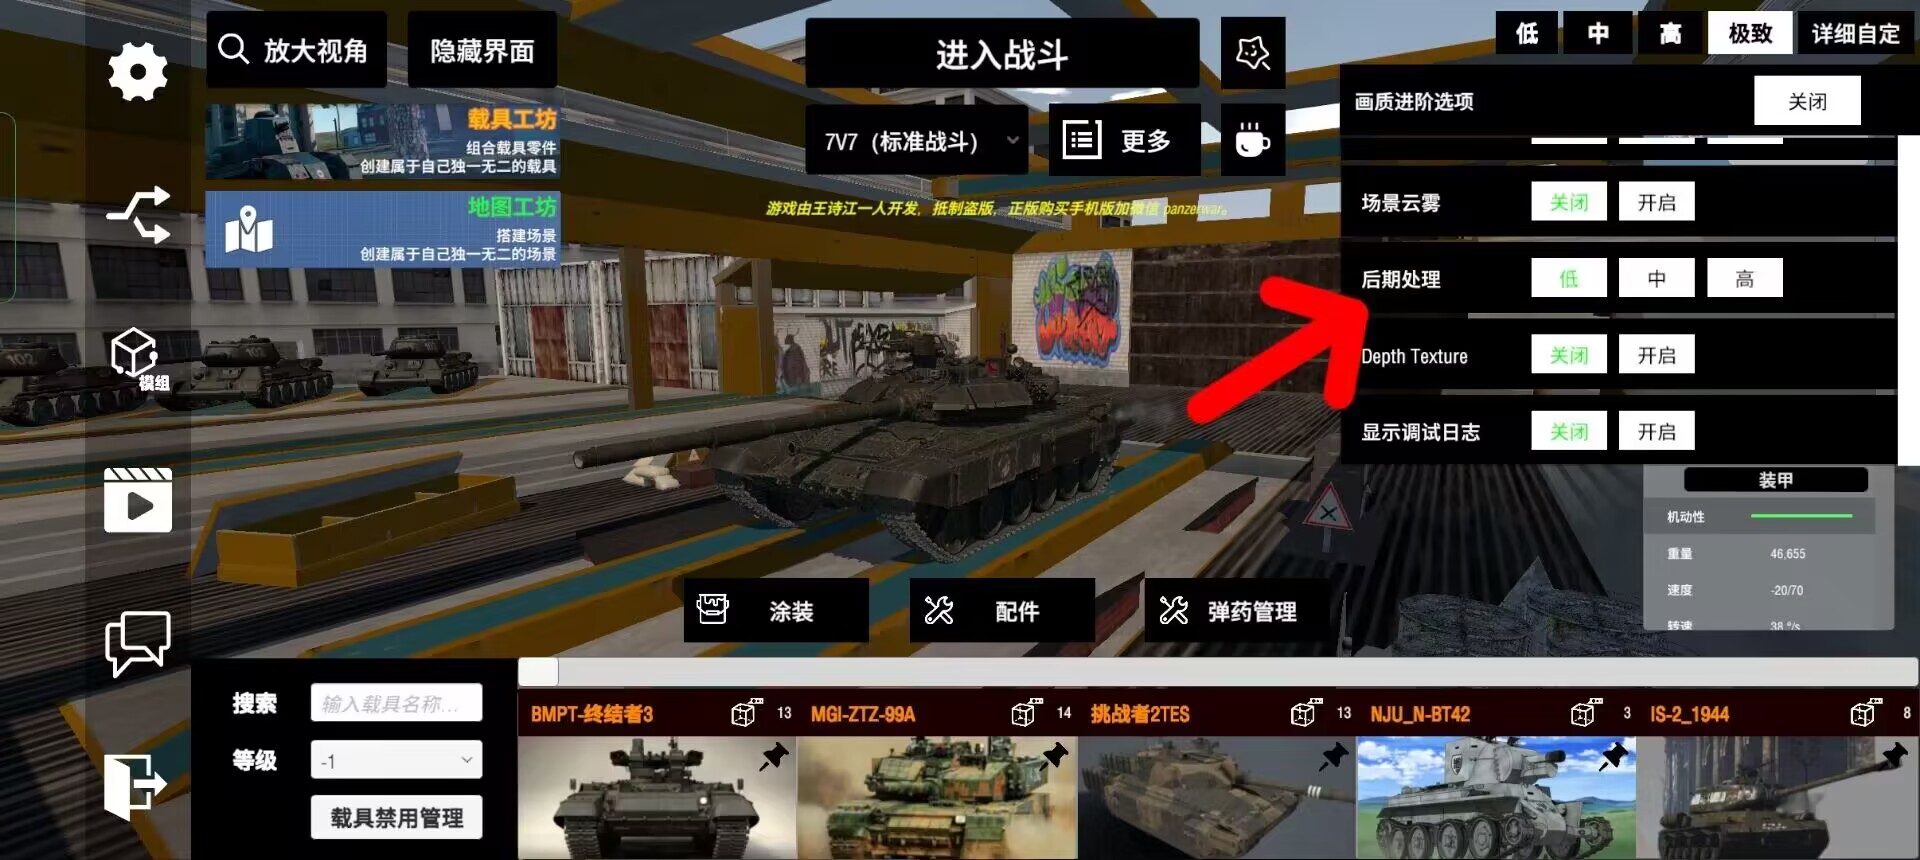 放大视角
隐藏界面
进入战斗
低
中
高
极致
详细自定
载具工坊
组合载具零件
创建属于自己独一无二的载具
7V7（标准战斗）
更多
画质进阶选项
关闭
地图工坊
搭建场景
创建属于自己独一无二的场景
游戏由王诗江一人开发，抵制盗版，正版购买手机版加微信 panzerwar。
场景云雾
关闭
开启
后期处理
低
中
高
Depth Texture
关闭
开启
显示调试日志
关闭
开启
模组
102
102
装甲
机动性
重量
46,655
速度
-20/70
转速
38 °/s
涂装
配件
弹药管理
搜索
输入载具名称...
等级
-1
载具禁用管理
BMPT-终结者3
13
MGI-ZTZ-99A
14
挑战者2TES
13
NJU_N-BT42
3
IS-2_1944
8